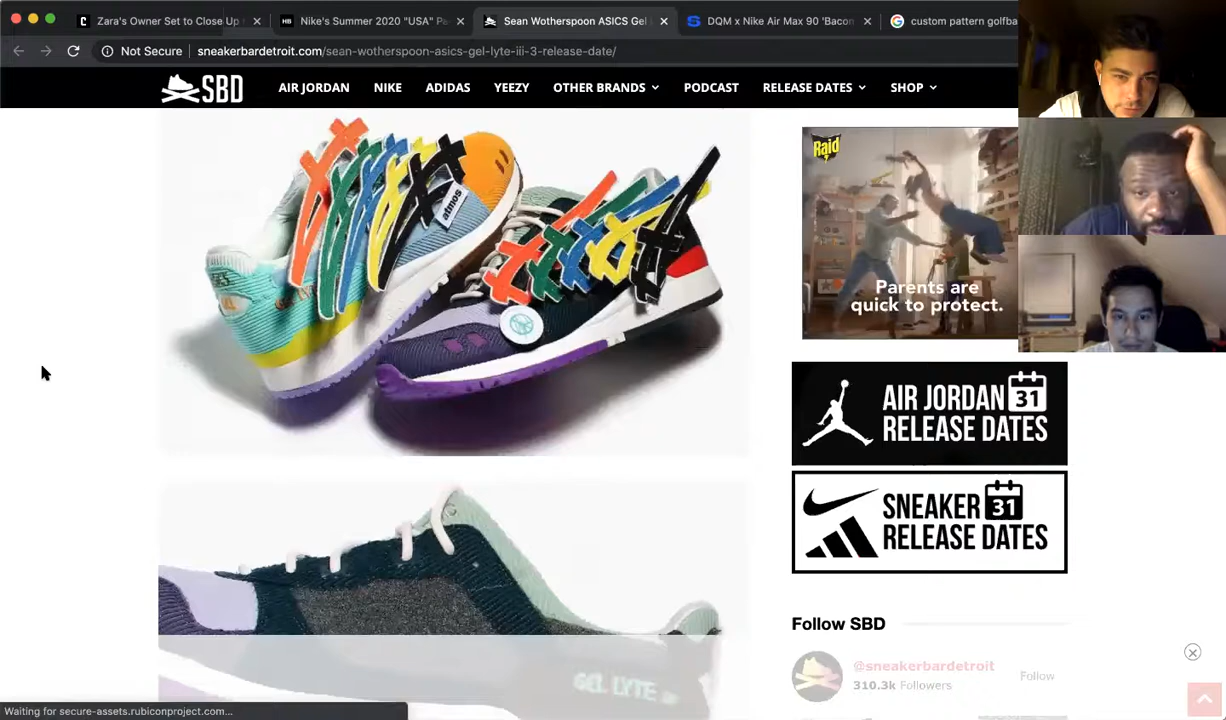 Zara's Owner Set to Close Up
Nike's Summer 2020 "USA" Pa
Sean Wotherspoon ASICS Gel
DQM x Nike Air Max 90 'Bacon
custom pattern golfba
Not Secure
sneakerbardetroit.com/sean-wotherspoon-asics-gel-lyte-iii-3-release-date/
SBD
AIR JORDAN
NIKE
ADIDAS
YEEZY
OTHER BRANDS
PODCAST
RELEASE DATES
SHOP
Raid
atmos
Parents are
quick to protect.
AIR JORDAN 31
RELEASE DATES
SNEAKER 31
RELEASE DATES
GEL LYTE
Follow SBD
@sneakerbardetroit
310.3k Followers
Follow
Waiting for secure-assets.rubiconproject.com...